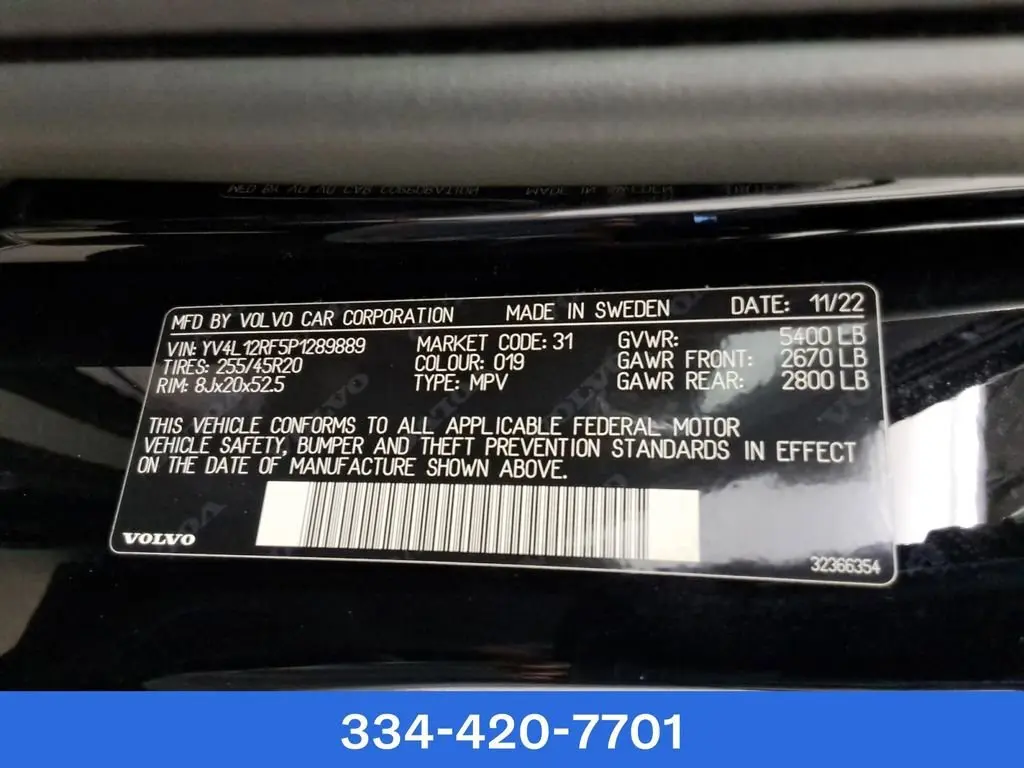 MFD BY VOLVO CAR CORPORATION MADE IN SWEDEN DATE: 11/22
VIN: YV4L12RF5P1289889 MARKET CODE: 31 GVWR: 5400 LB
TIRES: 255/45R20 COLOUR: 019 GAWR FRONT: 2670 LB
RIM: 8Jx20x52.5 TYPE: MPV GAWR REAR: 2800 LB
THIS VEHICLE CONFORMS TO ALL APPLICABLE FEDERAL MOTOR
VEHICLE SAFETY, BUMPER AND THEFT PREVENTION STANDARDS IN EFFECT
ON THE DATE OF MANUFACTURE SHOWN ABOVE.
VOLVO
32366354
334-420-7701